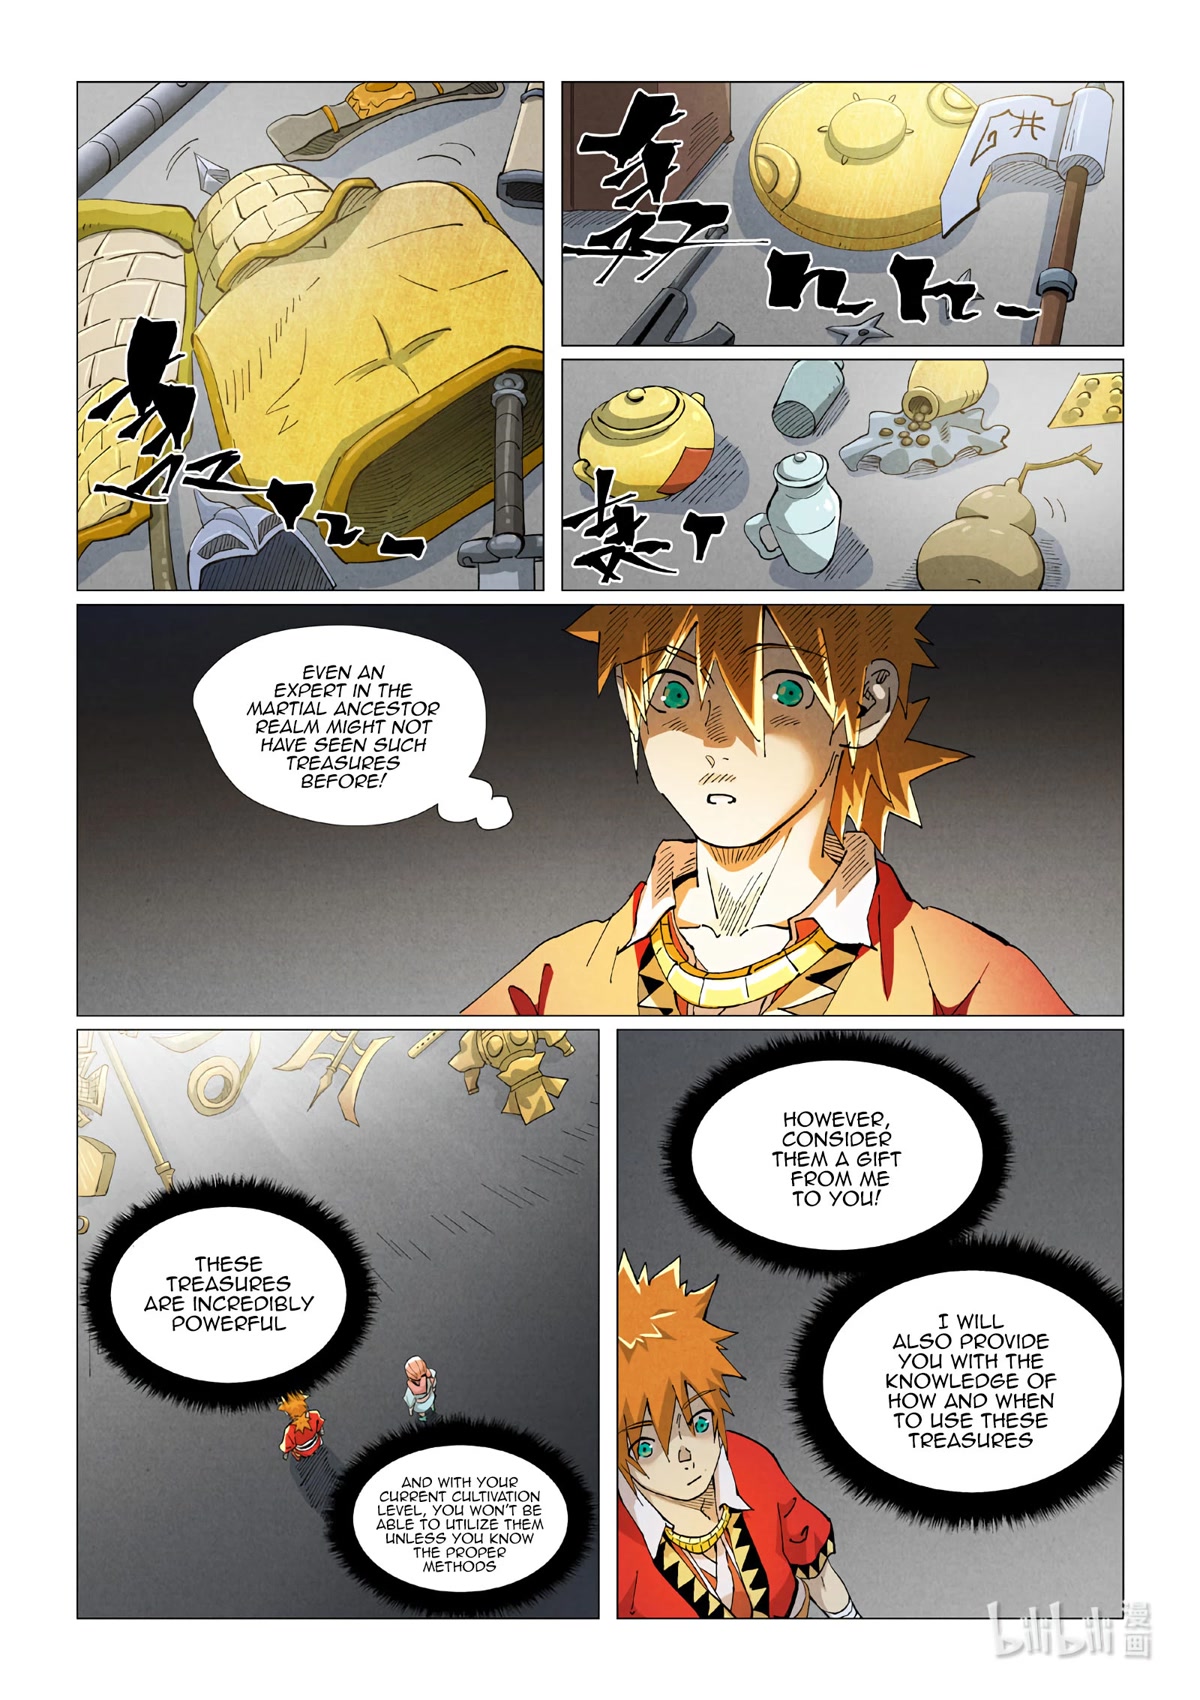 EVEN AN
EXPERT IN THE
MARTIAL ANCESTOR
REALM MIGHT NOT
HAVE SEEN SUCH
TREASURES
BEFORE!
THESE
TREASURES
ARE INCREDIBLY
POWERFUL
AND WITH YOUR
CURRENT CULTIVATION
LEVEL, YOU WON'T BE
ABLE TO UTILIZE THEM
UNLESS YOU KNOW
THE PROPER
METHODS
HOWEVER,
CONSIDER
THEM A GIFT
FROM ME
TO YOU!
I WILL
ALSO PROVIDE
YOU WITH THE
KNOWLEDGE OF
HOW AND WHEN
TO USE THESE
TREASURES
bilibili 漫画